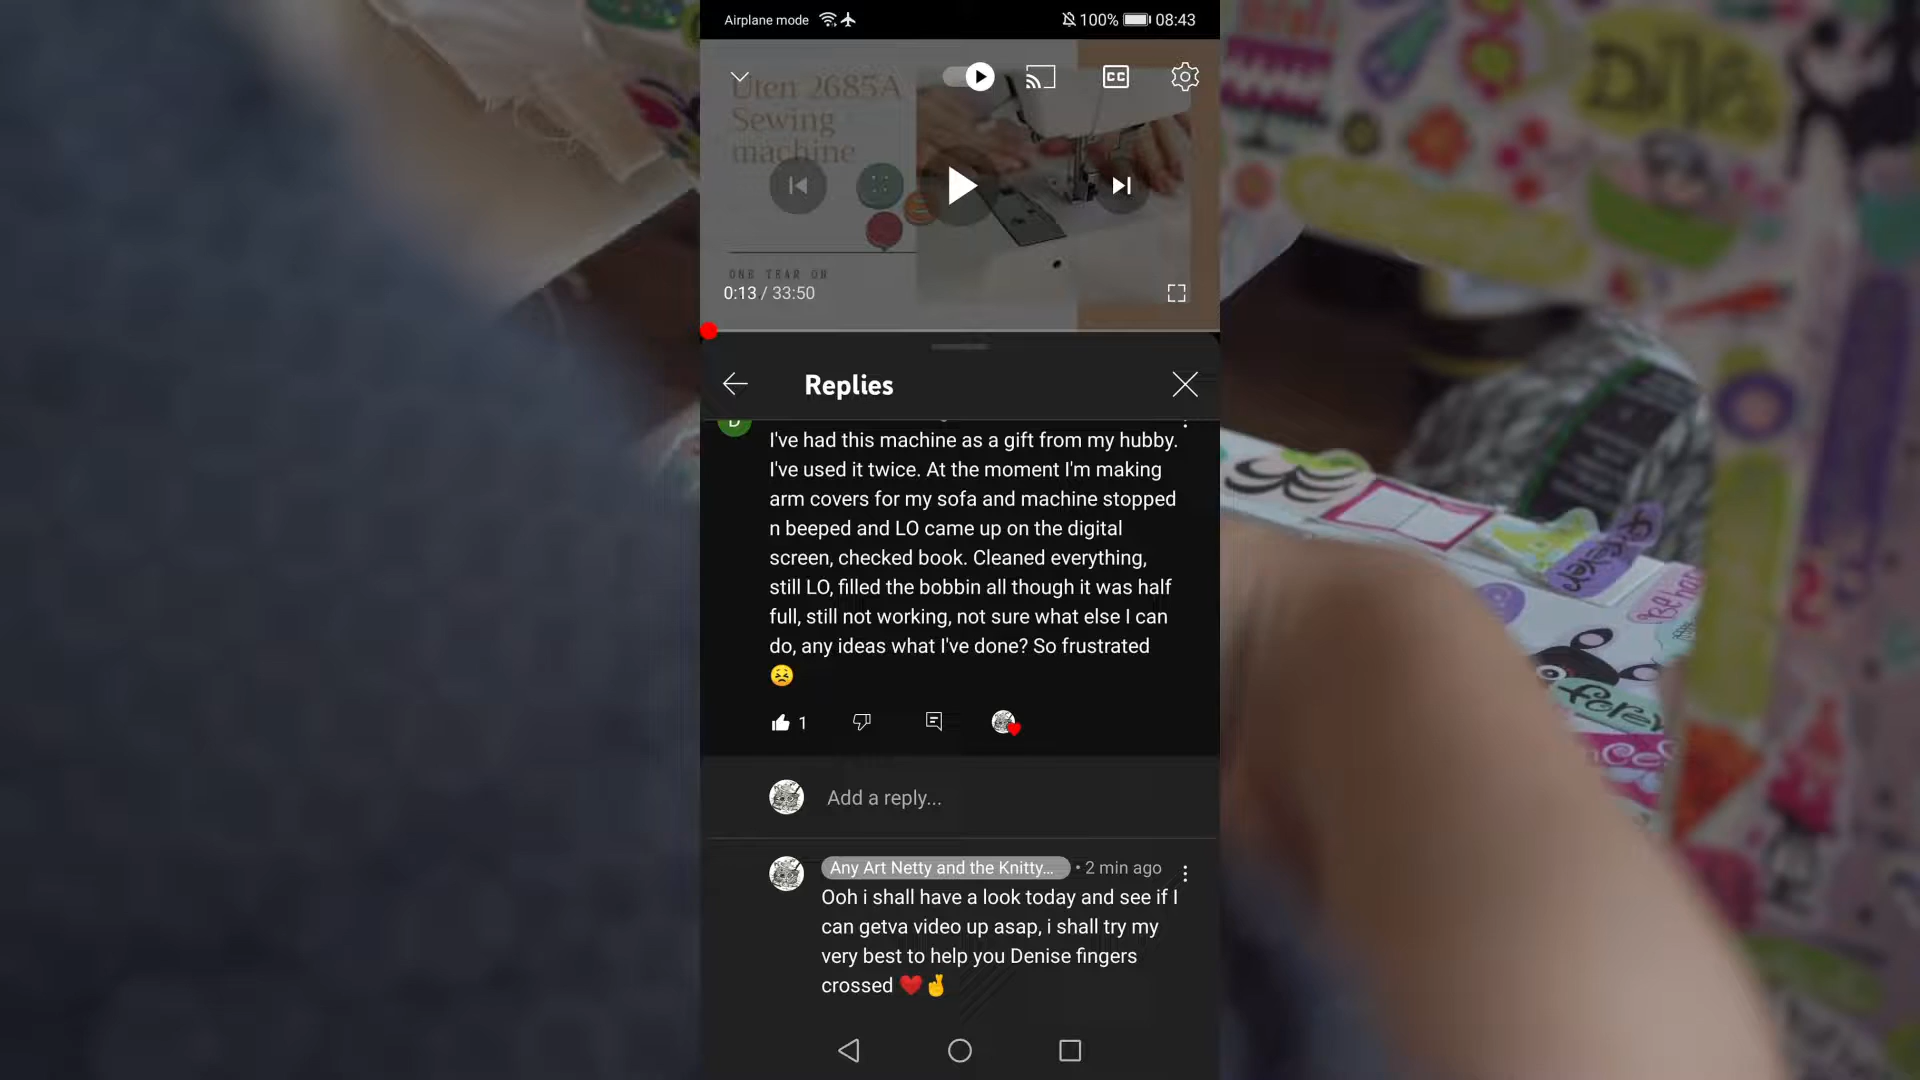 Airplane mode
100% 08:43
Uten 2685A
Sewing
machine
CC
ONE YEAR ON
0:13 / 33:50
Replies
D
I've had this machine as a gift from my hubby.
I've used it twice. At the moment I'm making
arm covers for my sofa and machine stopped
n beeped and LO came up on the digital
screen, checked book. Cleaned everything,
still LO, filled the bobbin all though it was half
full, still not working, not sure what else I can
do, any ideas what I've done? So frustrated
😣
1
Add a reply...
Any Art Netty and the Knitty... • 2 min ago
Ooh i shall have a look today and see if I
can getva video up asap, i shall try my
very best to help you Denise fingers
crossed ❤️🤞
forever